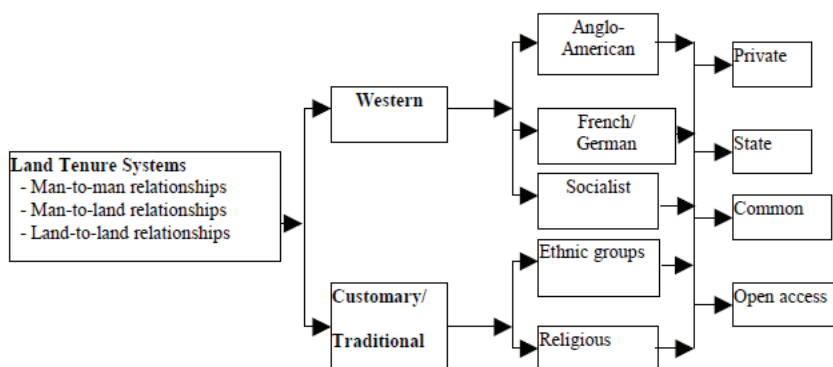 Land Tenure Systems
- Man-to-man relationships
- Man-to-land relationships
- Land-to-land relationships
Western
Customary/
Traditional
Anglo-
American
French/
German
Socialist
Ethnic groups
Religious
Private
State
Common
Open access